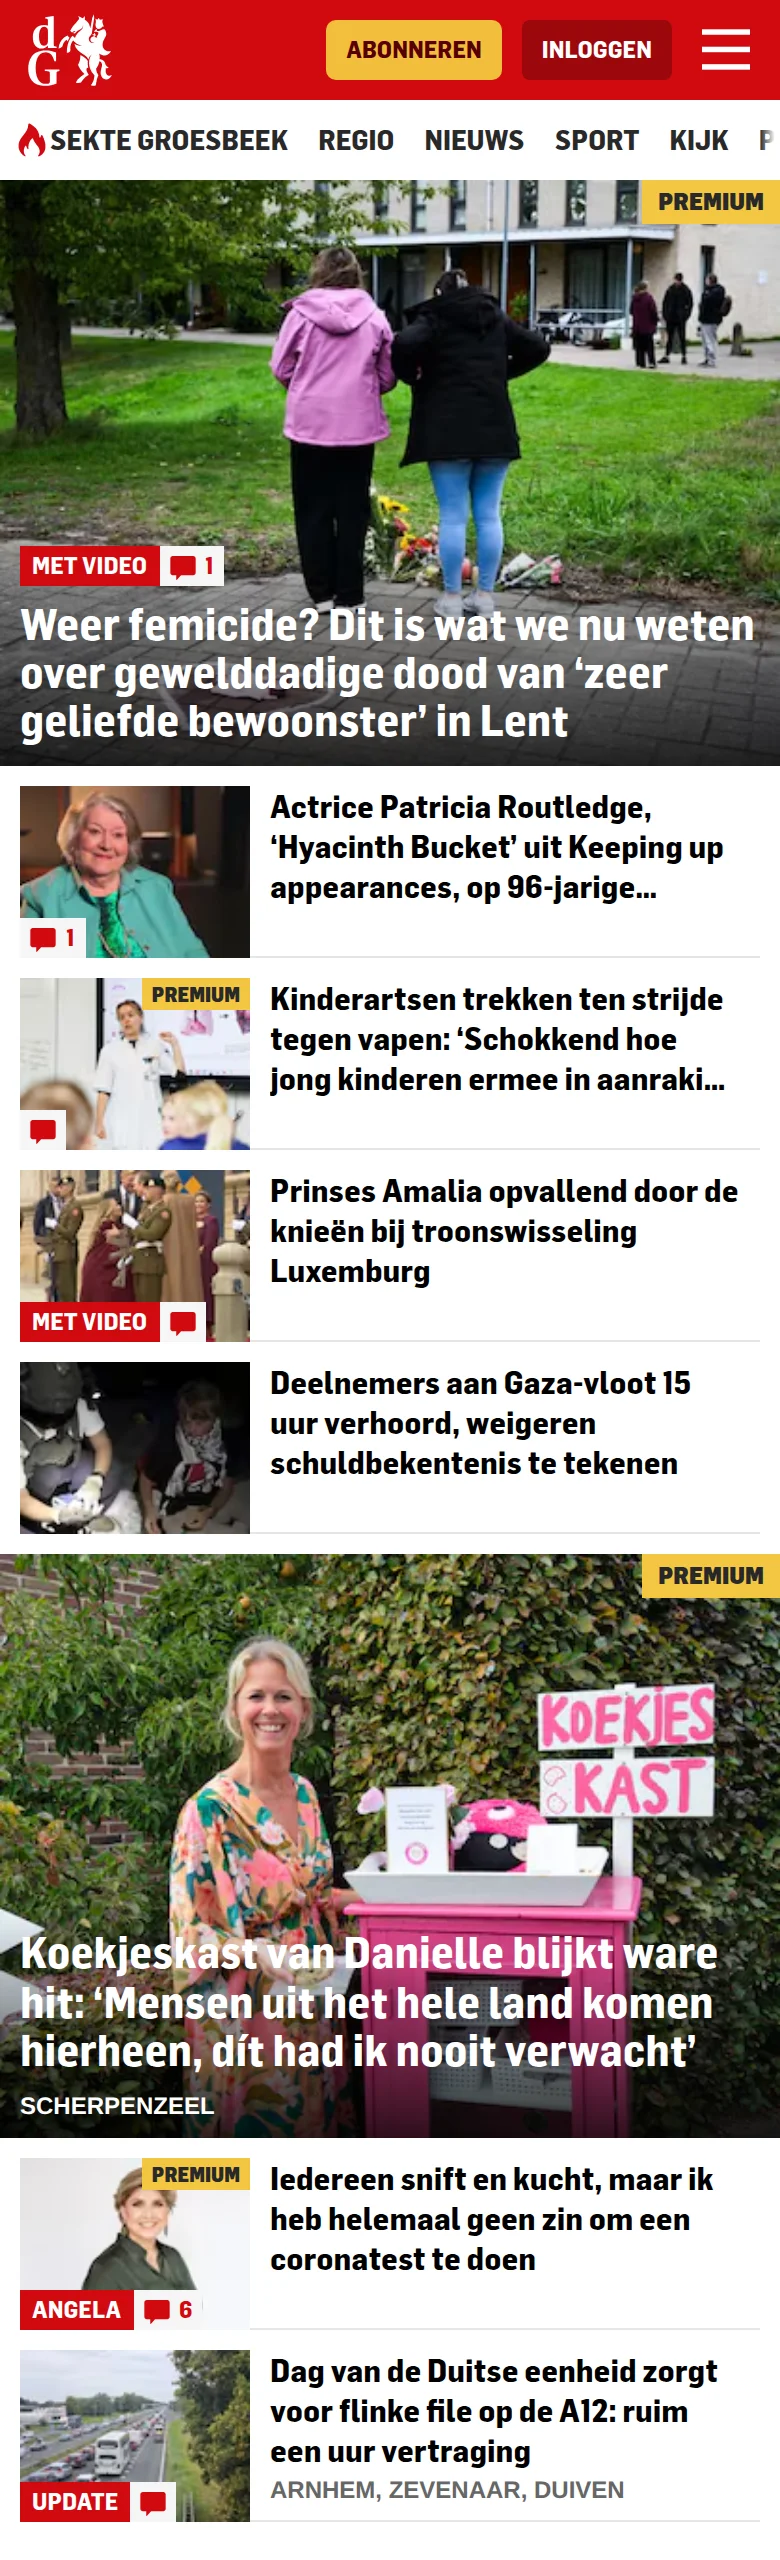 dG
ABONNEREN
INLOGGEN
SEKTE GROESBEEK REGIO NIEUWS SPORT KIJK P
PREMIUM
MET VIDEO 1
Weer femicide? Dit is wat we nu weten
over gewelddadige dood van ‘zeer
geliefde bewoonster’ in Lent
Actrice Patricia Routledge,
‘Hyacinth Bucket’ uit Keeping up
appearances, op 96-jarige...
1
PREMIUM
Kinderartsen trekken ten strijde
tegen vapen: ‘Schokkend hoe
jong kinderen ermee in aanraki...
Prinses Amalia opvallend door de
knieën bij troonswisseling
Luxemburg
MET VIDEO
Deelnemers aan Gaza-vloot 15
uur verhoord, weigeren
schuldbekentenis te tekenen
PREMIUM
KOEKJES
KAST
Koekjeskast van Danielle blijkt ware
hit: ‘Mensen uit het hele land komen
hierheen, dít had ik nooit verwacht’
SCHERPENZEEL
PREMIUM
Iedereen snift en kucht, maar ik
heb helemaal geen zin om een
coronatest te doen
ANGELA 6
Dag van de Duitse eenheid zorgt
voor flinke file op de A12: ruim
een uur vertraging
ARNHEM, ZEVENAAR, DUIVEN
UPDATE